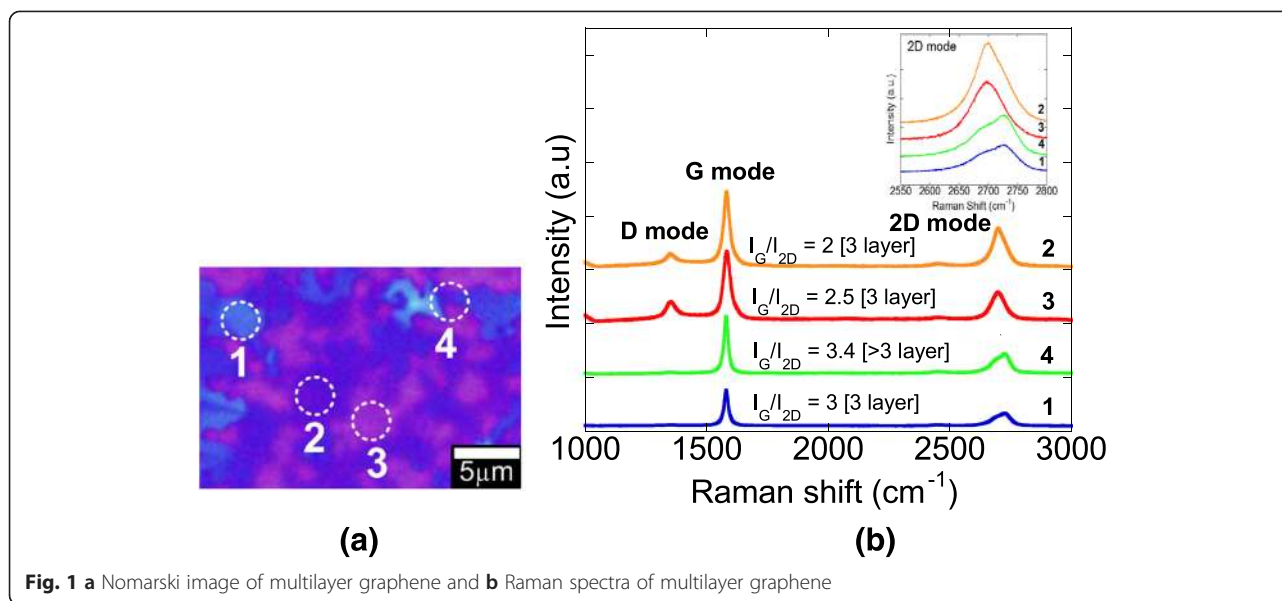 1
2
3
4
5μm
(a)
Intensity (a.u)
D mode
G mode
2D mode
I_G/I_2D = 2 [3 layer]
2
I_G/I_2D = 2.5 [3 layer]
3
I_G/I_2D = 3.4 [>3 layer]
4
I_G/I_2D = 3 [3 layer]
1
1000 1500 2000 2500 3000
Raman shift (cm⁻¹)
2D mode
Intensity (a.u.)
2
3
4
1
2550 2600 2650 2700 2750 2800
Raman Shift (cm⁻¹)
(b)
Fig. 1 a Nomarski image of multilayer graphene and b Raman spectra of multilayer graphene